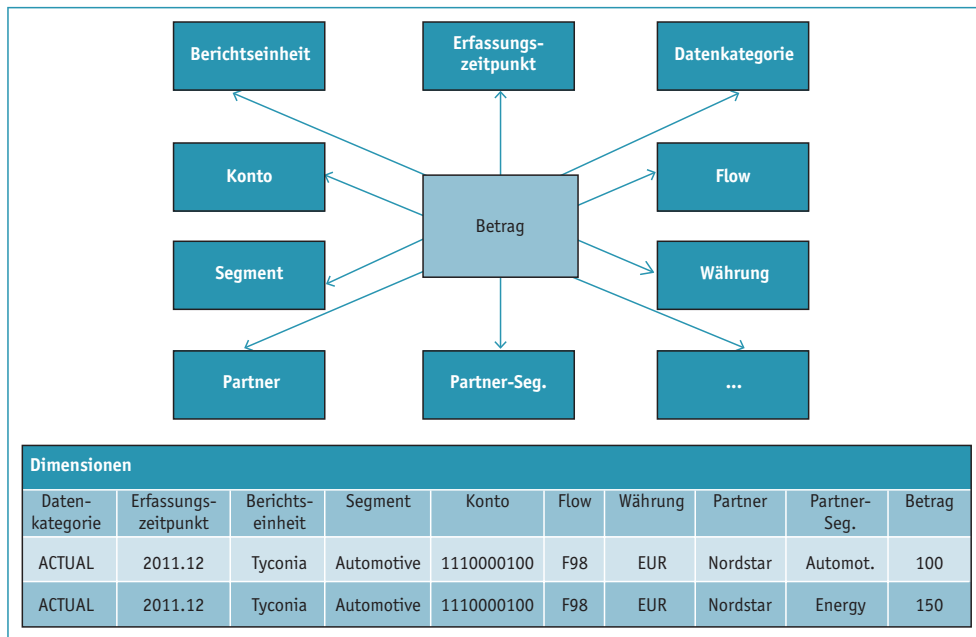 Berichtseinheit
Erfassungs-
zeitpunkt
Datenkategorie
Konto
Flow
Betrag
Segment
Währung
Partner
Partner-Seg.
...
Dimensionen
Daten-
kategorie
Erfassungs-
zeitpunkt
Berichts-
einheit
Segment
Konto
Flow
Währung
Partner
Partner-
Seg.
Betrag
ACTUAL 2011.12 Tyconia Automotive 1110000100 F98 EUR Nordstar Automot. 100
ACTUAL 2011.12 Tyconia Automotive 1110000100 F98 EUR Nordstar Energy 150